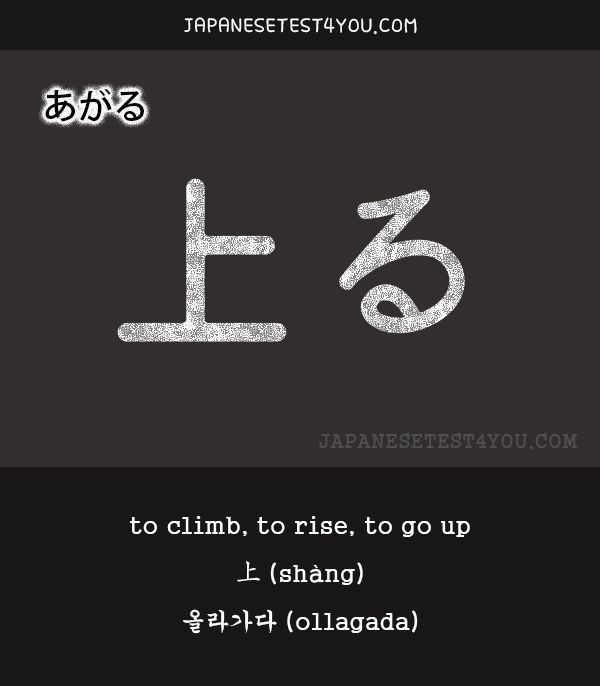 JAPANESETEST4YOU.COM
あがる
上る
JAPANESETEST4YOU.COM
to climb, to rise, to go up
上 (shàng)
올라가다 (ollagada)